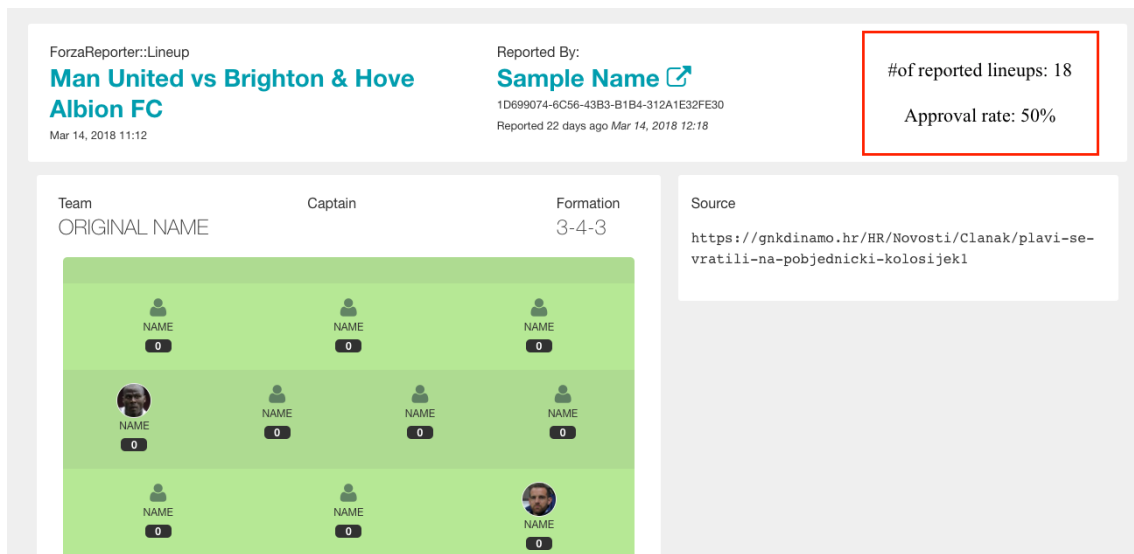 ForzaReporter::Lineup
Man United vs Brighton & Hove
Albion FC
Mar 14, 2018 11:12
Reported By:
Sample Name
1D699074-6C56-43B3-B1B4-312A1E32FE30
Reported 22 days ago Mar 14, 2018 12:18
#of reported lineups: 18
Approval rate: 50%
Team
ORIGINAL NAME
Captain
Formation
3-4-3
NAME NAME NAME
0 0 0
NAME NAME NAME NAME
0 0 0 0
NAME NAME NAME
0 0 0
Source
https://gnkdinamo.hr/HR/Novosti/Clanak/plavi-se-
vratili-na-pobjednicki-kolosijek1